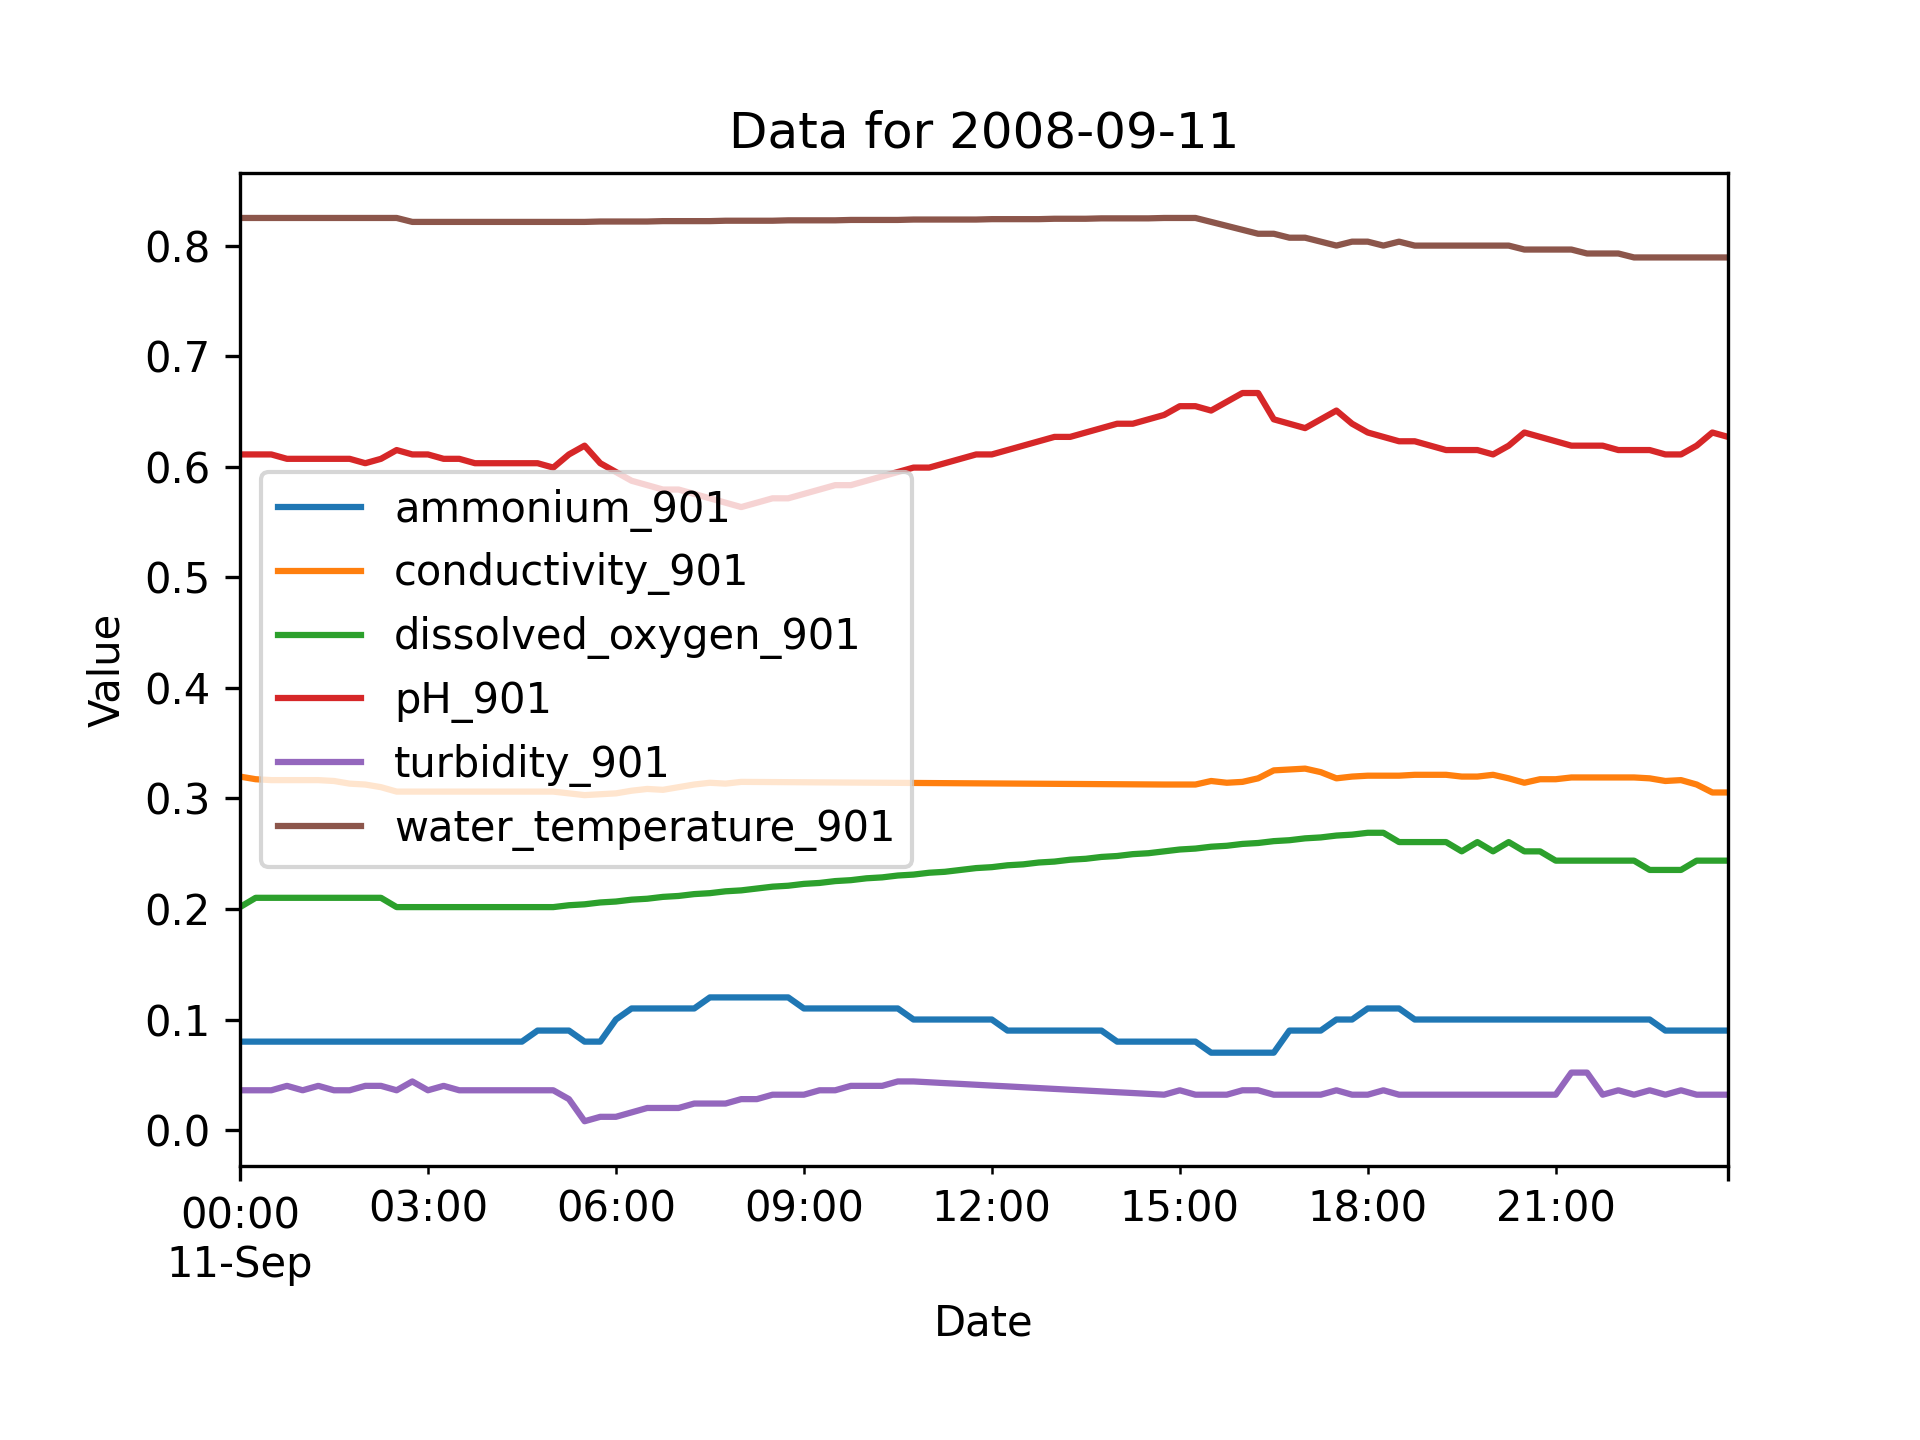 Data for 2008-09-11
Value
0.8
0.7
0.6
0.5
0.4
0.3
0.2
0.1
0.0
ammonium_901
conductivity_901
dissolved_oxygen_901
pH_901
turbidity_901
water_temperature_901
00:00 03:00 06:00 09:00 12:00 15:00 18:00 21:00
11-Sep
Date